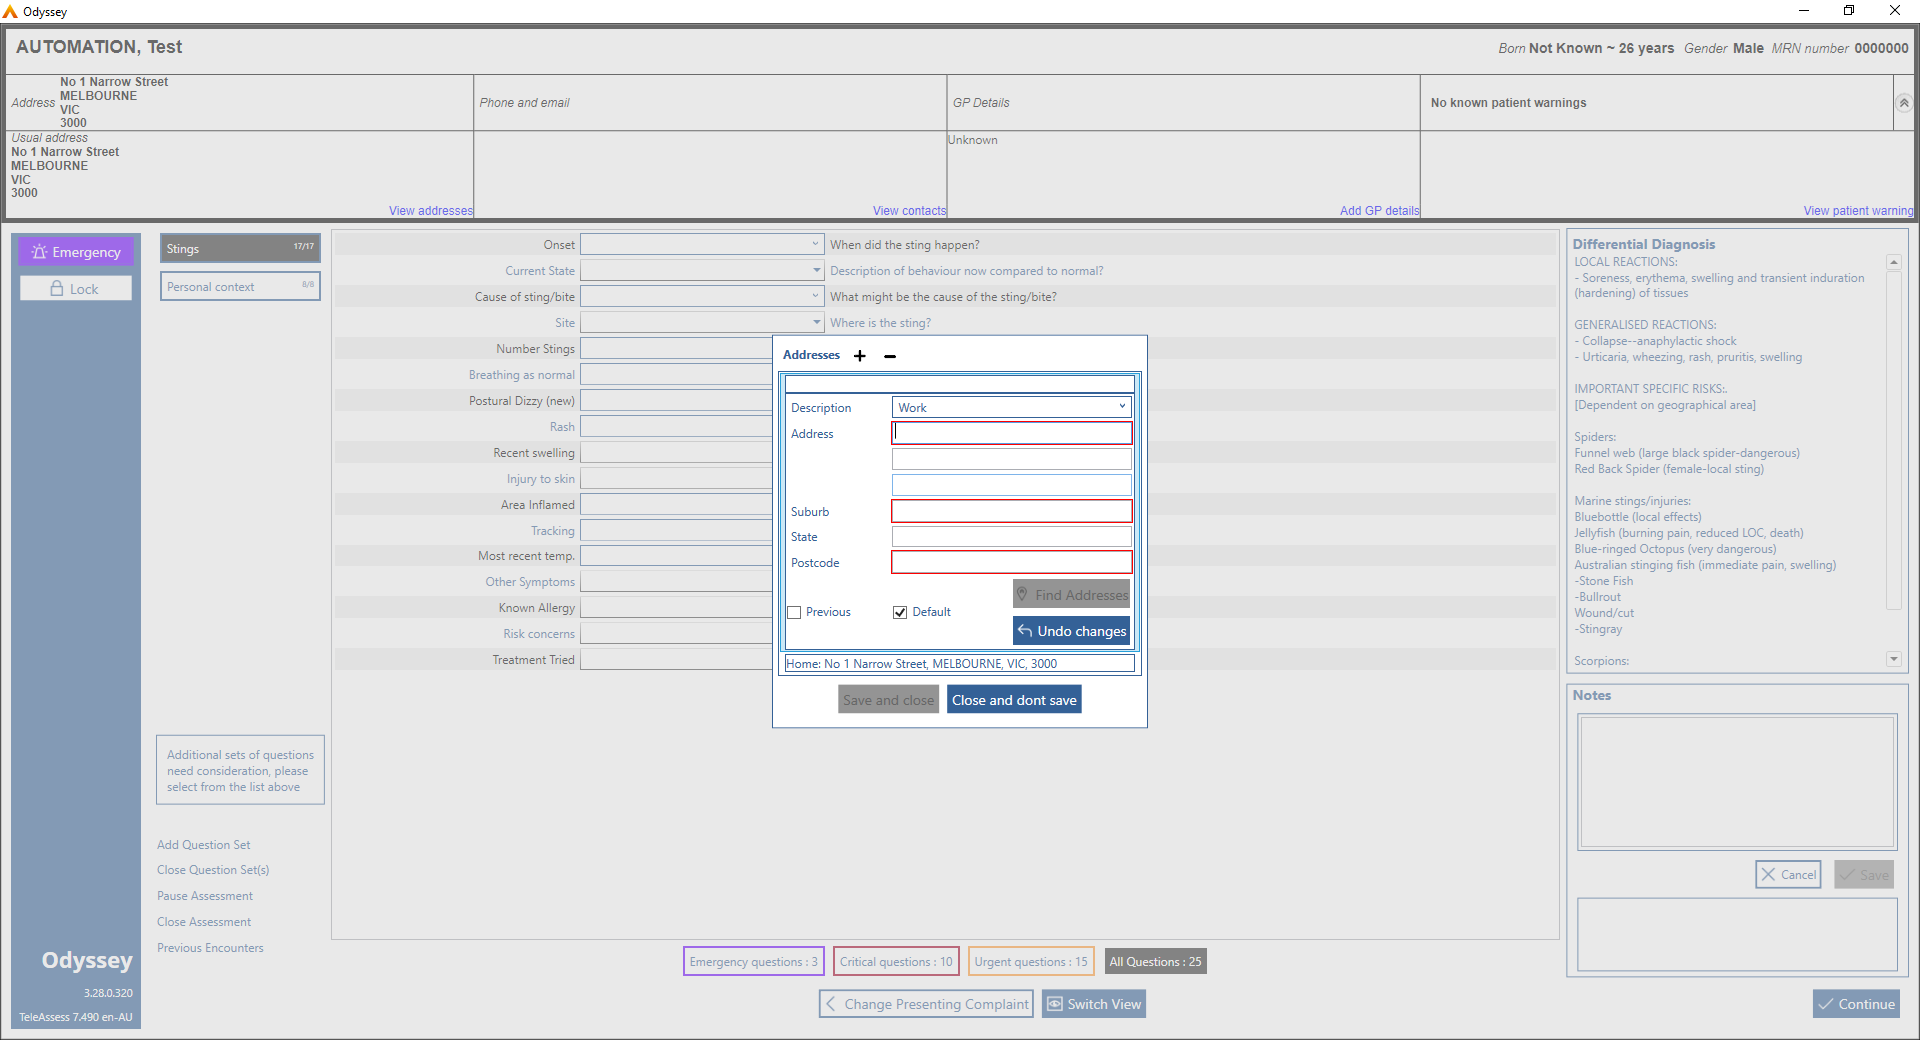 Odyssey
AUTOMATION, Test
Born Not Known ~ 26 years Gender Male MRN number 0000000
Address
No 1 Narrow Street
MELBOURNE
VIC
3000
Phone and email
GP Details
No known patient warnings
Usual address
No 1 Narrow Street
MELBOURNE
VIC
3000
Unknown
View addresses
View contacts
Add GP details
View patient warning
Emergency
Lock
Stings 17/17
Personal context 8/8
Onset When did the sting happen?
Current State Description of behaviour now compared to normal?
Cause of sting/bite What might be the cause of the sting/bite?
Site Where is the sting?
Number Stings
Breathing as normal
Postural Dizzy (new)
Rash
Recent swelling
Injury to skin
Area Inflamed
Tracking
Most recent temp.
Other Symptoms
Known Allergy
Risk concerns
Treatment Tried
Addresses + −
Description Work
Address
Suburb
State
Postcode
Find Addresses
Previous Default
Undo changes
Home: No 1 Narrow Street, MELBOURNE, VIC, 3000
Save and close Close and dont save
Differential Diagnosis
LOCAL REACTIONS:
- Soreness, erythema, swelling and transient induration
(hardening) of tissues
GENERALISED REACTIONS:
- Collapse--anaphylactic shock
- Urticaria, wheezing, rash, pruritis, swelling
IMPORTANT SPECIFIC RISKS:.
[Dependent on geographical area]
Spiders:
Funnel web (large black spider-dangerous)
Red Back Spider (female-local sting)
Marine stings/injuries:
Bluebottle (local effects)
Jellyfish (burning pain, reduced LOC, death)
Blue-ringed Octopus (very dangerous)
Australian stinging fish (immediate pain, swelling)
-Stone Fish
-Bullrout
Wound/cut
-Stingray
Scorpions:
Notes
Cancel Save
Additional sets of questions
need consideration, please
select from the list above
Add Question Set
Close Question Set(s)
Pause Assessment
Close Assessment
Previous Encounters
Odyssey
3.28.0.320
TeleAssess 7.490 en-AU
Emergency questions : 3 Critical questions : 10 Urgent questions : 15 All Questions : 25
Change Presenting Complaint Switch View
Continue